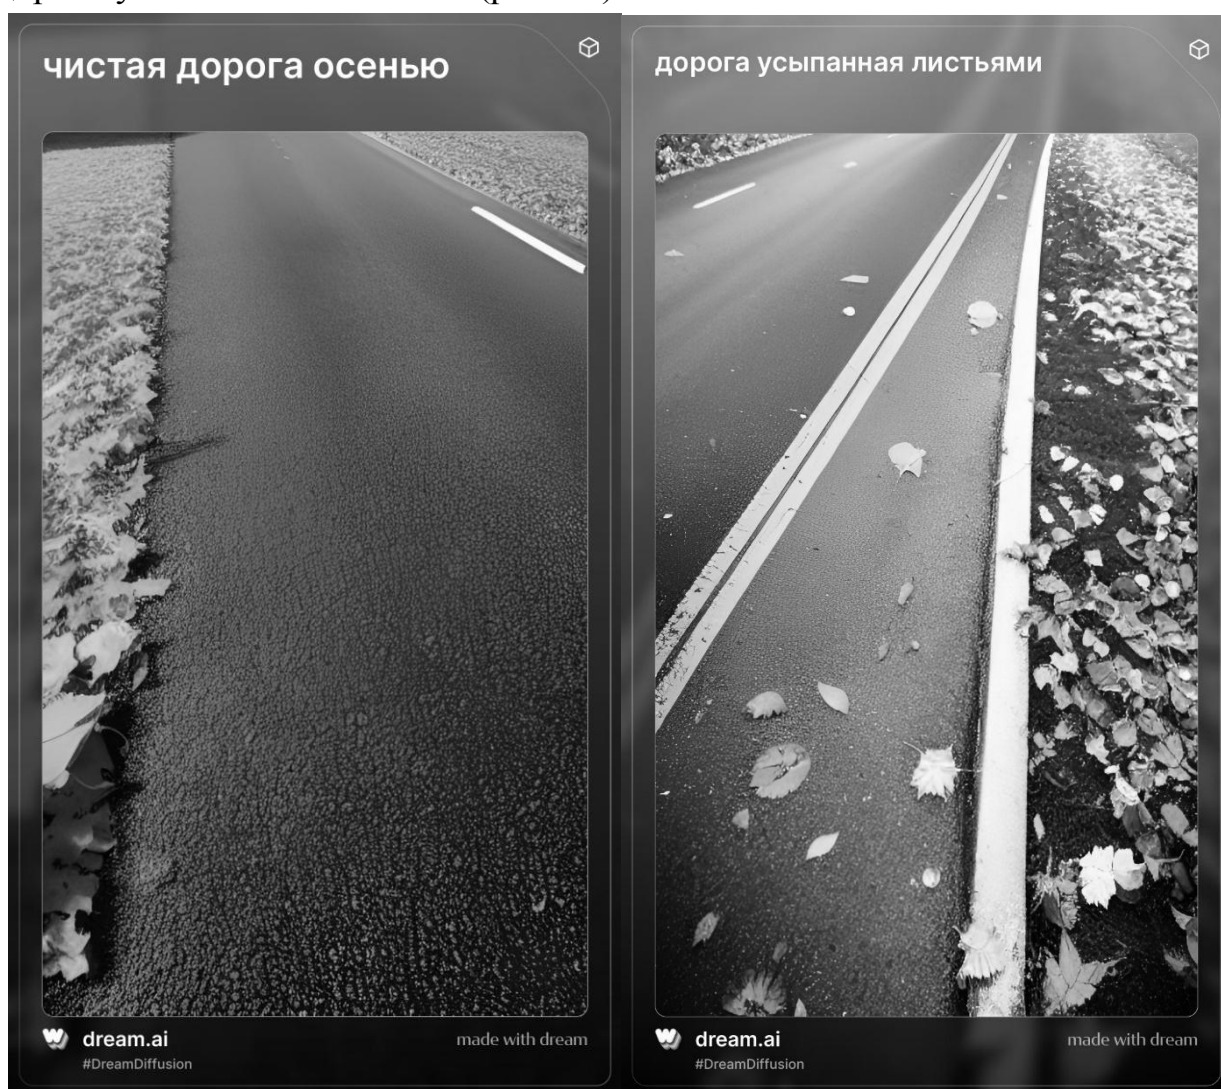 чистая дорога осенью
дорога усыпанная листьями
dream.ai
made with dream
#DreamDiffusion
dream.ai
made with dream
#DreamDiffusion